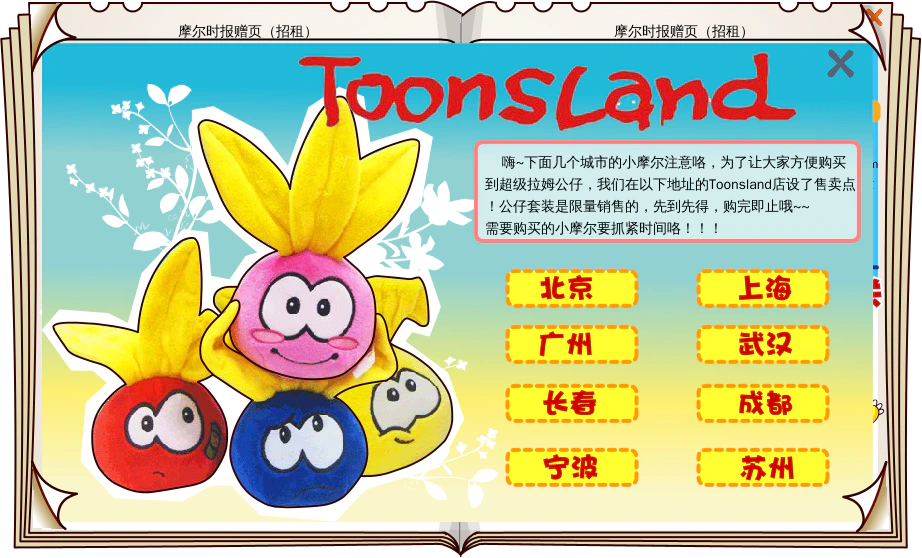 摩尔时报赠页（招租）
摩尔时报赠页（招租）
Toonsland
嗨~下面几个城市的小摩尔注意咯，为了让大家方便购买
到超级拉姆公仔，我们在以下地址的Toonsland店设了售卖点
！公仔套装是限量销售的，先到先得，购完即止哦~~
需要购买的小摩尔要抓紧时间咯！！！
北京
上海
广州
武汉
长春
成都
宁波
苏州